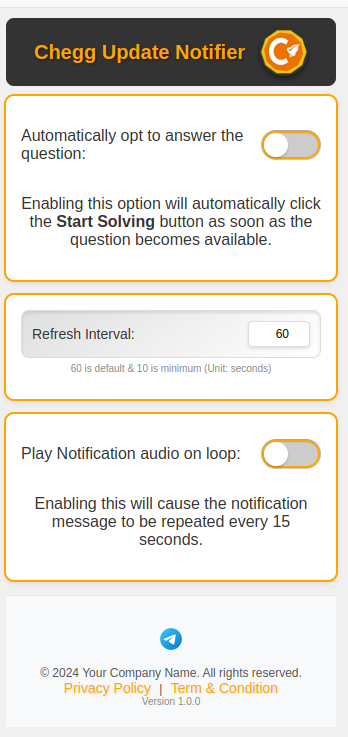 Chegg Update Notifier
Automatically opt to answer the
question:
Enabling this option will automatically click
the Start Solving button as soon as the
question becomes available.
Refresh Interval: 60
60 is default & 10 is minimum (Unit: seconds)
Play Notification audio on loop:
Enabling this will cause the notification
message to be repeated every 15
seconds.
© 2024 Your Company Name. All rights reserved.
Privacy Policy | Term & Condition
Version 1.0.0